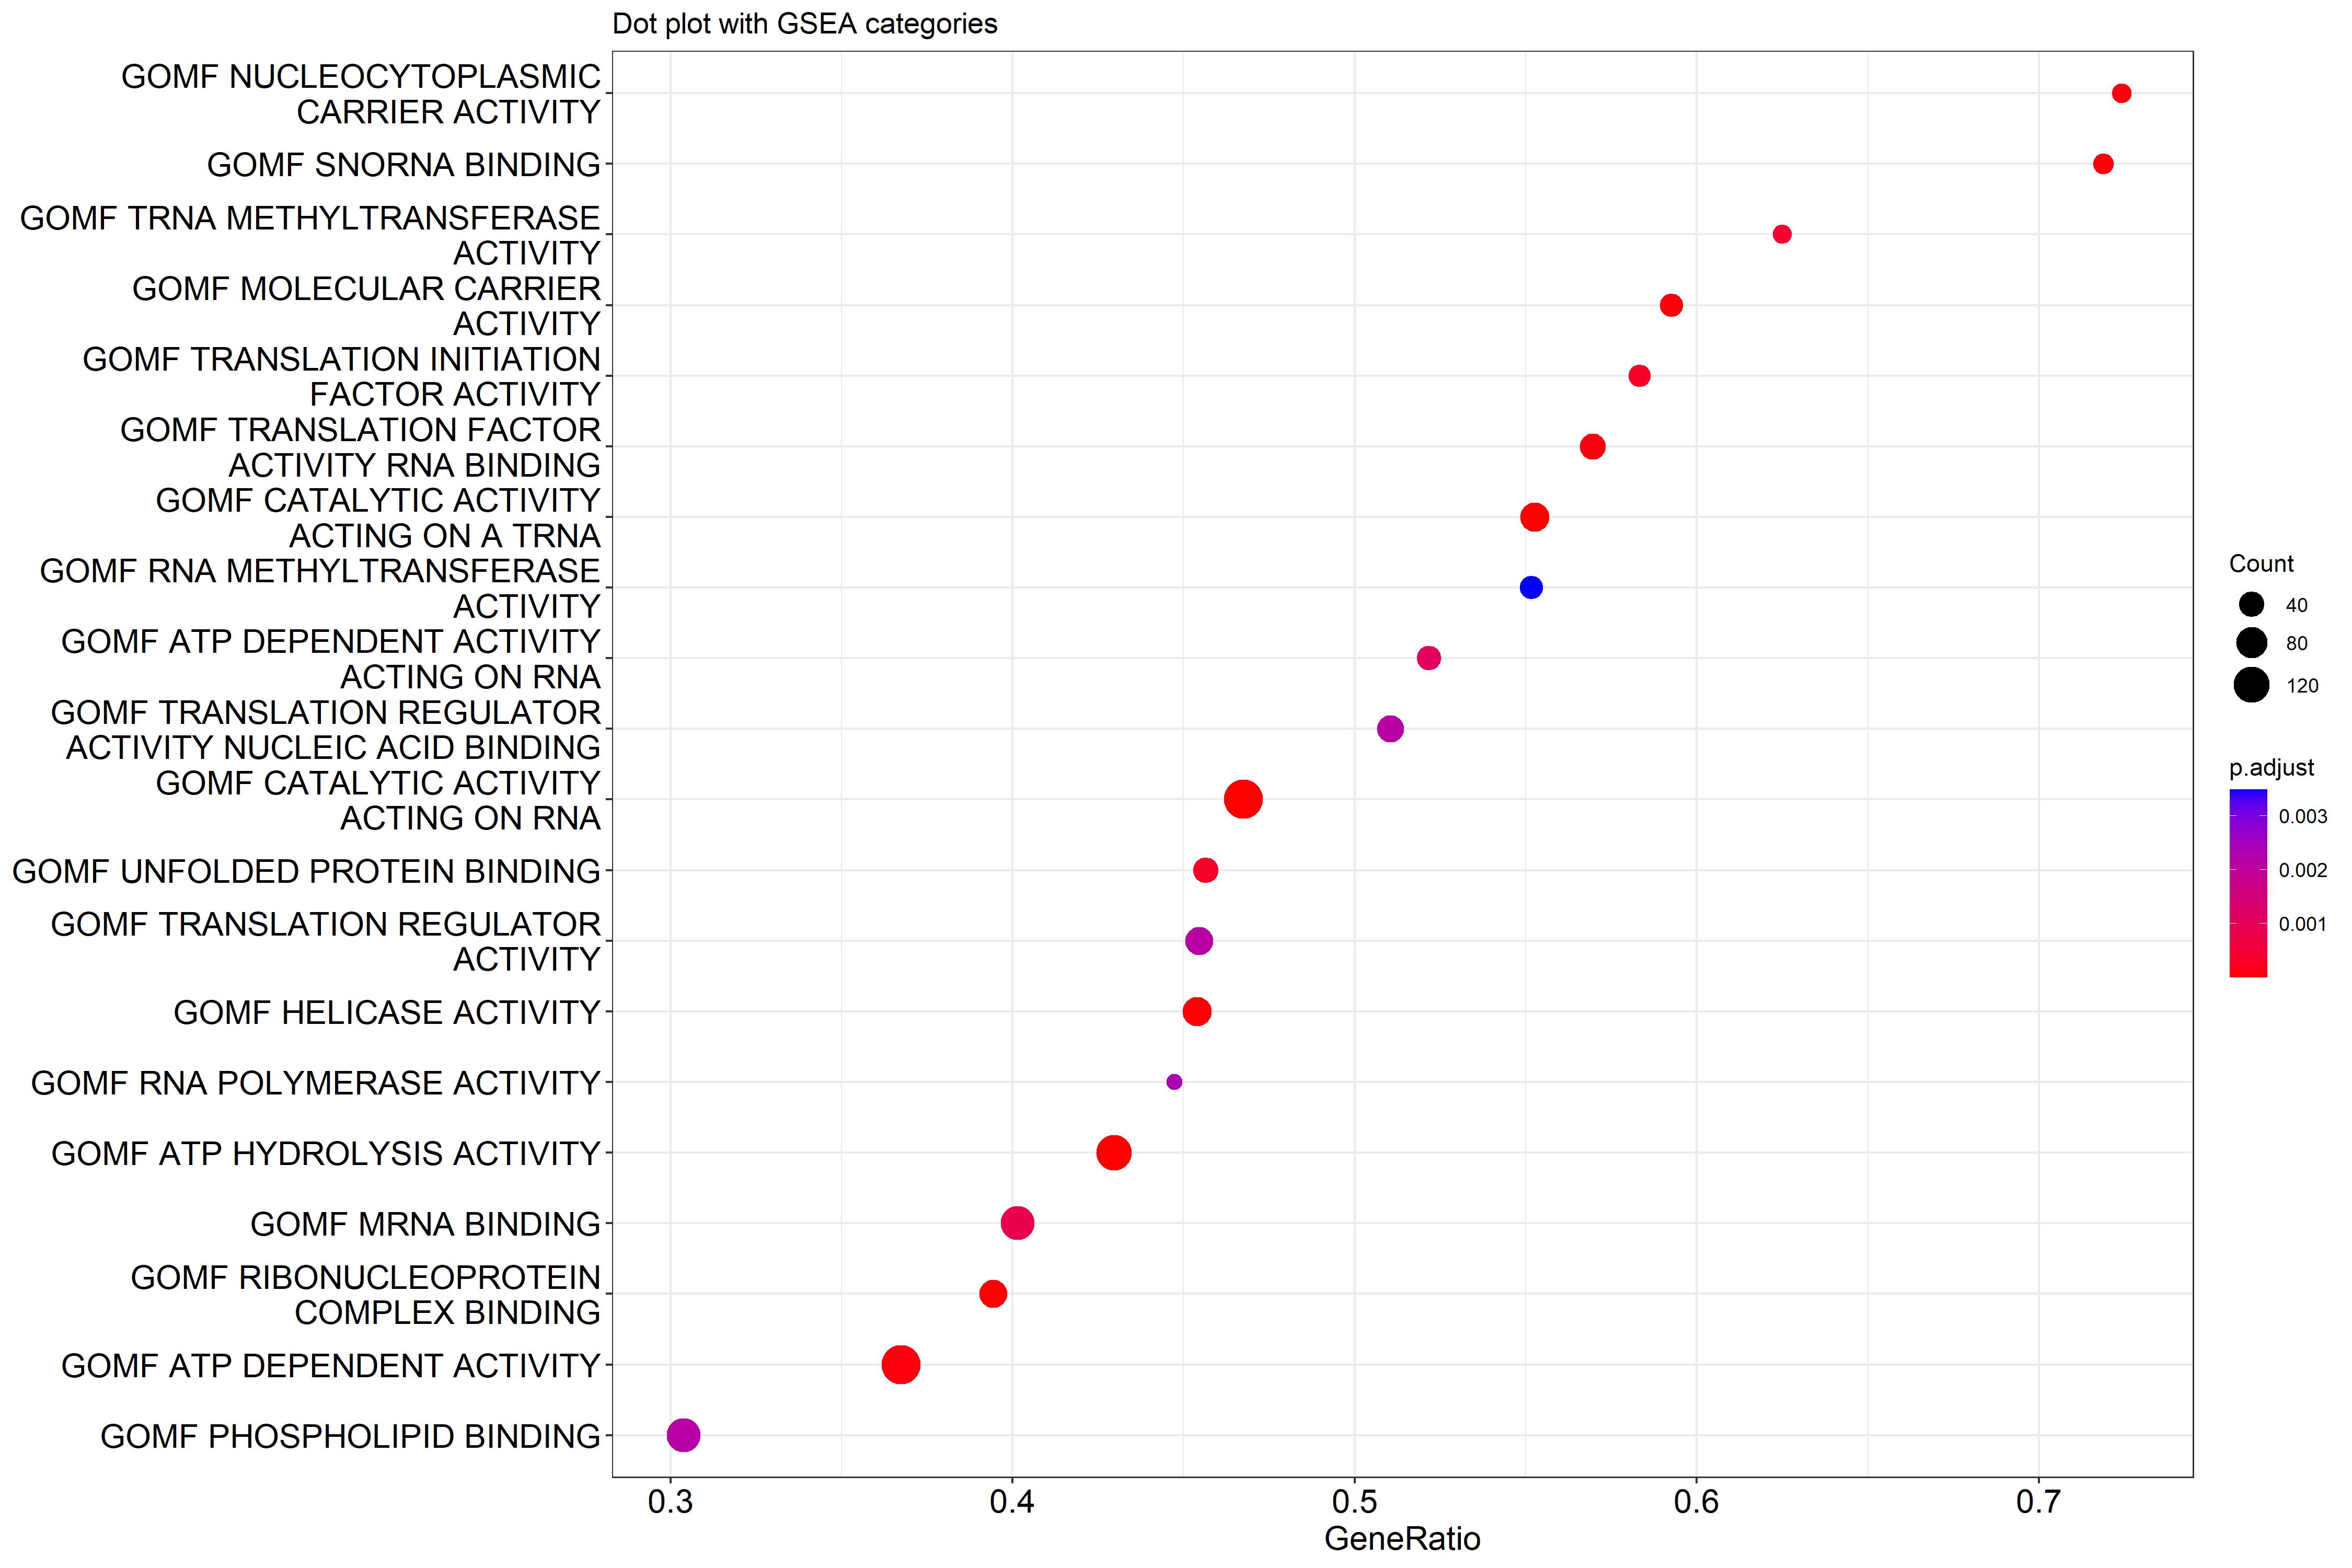 Dot plot with GSEA categories
GOMF NUCLEOCYTOPLASMIC
CARRIER ACTIVITY
GOMF SNORNA BINDING
GOMF TRNA METHYLTRANSFERASE
ACTIVITY
GOMF MOLECULAR CARRIER
ACTIVITY
GOMF TRANSLATION INITIATION
FACTOR ACTIVITY
GOMF TRANSLATION FACTOR
ACTIVITY RNA BINDING
GOMF CATALYTIC ACTIVITY
ACTING ON A TRNA
GOMF RNA METHYLTRANSFERASE
ACTIVITY
GOMF ATP DEPENDENT ACTIVITY
ACTING ON RNA
GOMF TRANSLATION REGULATOR
ACTIVITY NUCLEIC ACID BINDING
GOMF CATALYTIC ACTIVITY
ACTING ON RNA
GOMF UNFOLDED PROTEIN BINDING
GOMF TRANSLATION REGULATOR
ACTIVITY
GOMF HELICASE ACTIVITY
GOMF RNA POLYMERASE ACTIVITY
GOMF ATP HYDROLYSIS ACTIVITY
GOMF MRNA BINDING
GOMF RIBONUCLEOPROTEIN
COMPLEX BINDING
GOMF ATP DEPENDENT ACTIVITY
GOMF PHOSPHOLIPID BINDING
0.3 0.4 0.5 0.6 0.7
GeneRatio
Count
40
80
120
p.adjust
0.003
0.002
0.001